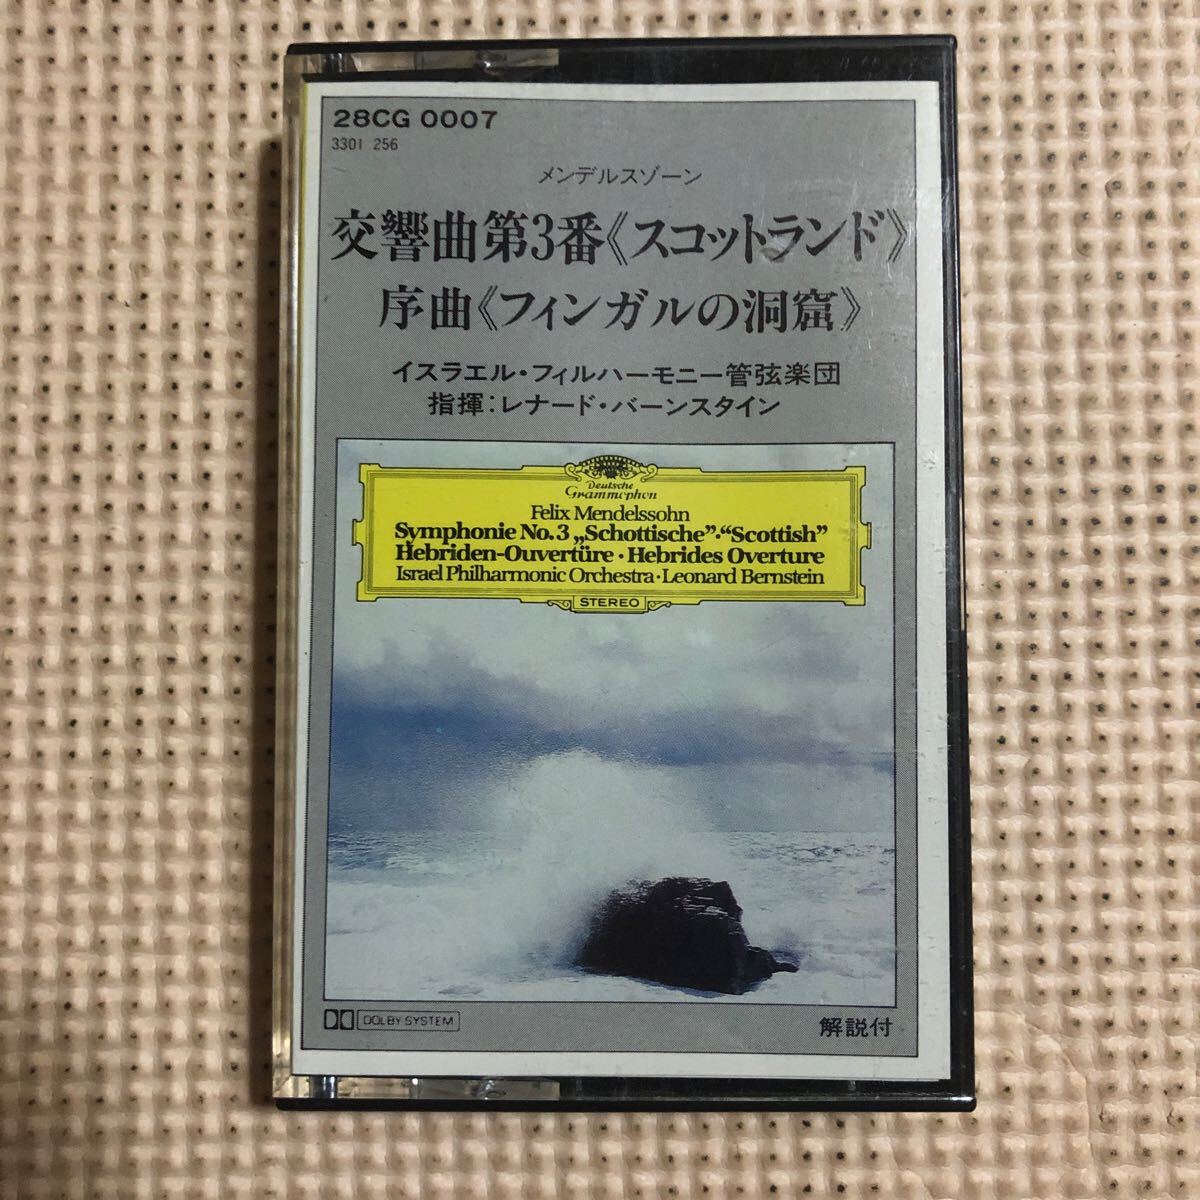 28CG 0007
3301 256
メンデルスゾーン
交響曲第3番《スコットランド》
序曲《フィンガルの洞窟》
イスラエル・フィルハーモニー管弦楽団
指揮:レナード・バーンスタイン
Deutsche
Grammophon
Felix Mendelssohn
Symphonie No.3 „Schottische”·“Scottish”
Hebriden-Ouvertüre · Hebrides Overture
Israel Philharmonic Orchestra · Leonard Bernstein
STEREO
DOLBY SYSTEM
解説付